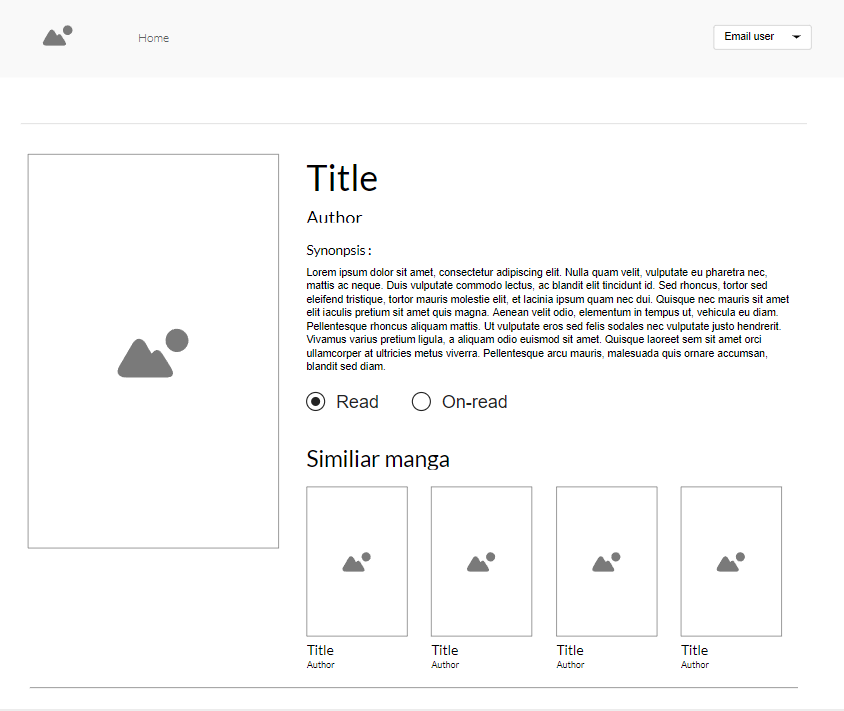 Home
Email user
Title
Author
Synonpsis :
Lorem ipsum dolor sit amet, consectetur adipiscing elit. Nulla quam velit, vulputate eu pharetra nec,
mattis ac neque. Duis vulputate commodo lectus, ac blandit elit tincidunt id. Sed rhoncus, tortor sed
eleifend tristique, tortor mauris molestie elit, et lacinia ipsum quam nec dui. Quisque nec mauris sit amet
elit iaculis pretium sit amet quis magna. Aenean velit odio, elementum in tempus ut, vehicula eu diam.
Pellentesque rhoncus aliquam mattis. Ut vulputate eros sed felis sodales nec vulputate justo hendrerit.
Vivamus varius pretium ligula, a aliquam odio euismod sit amet. Quisque laoreet sem sit amet orci
ullamcorper at ultricies metus viverra. Pellentesque arcu mauris, malesuada quis ornare accumsan,
blandit sed diam.
Read On-read
Similiar manga
Title Title Title Title
Author Author Author Author